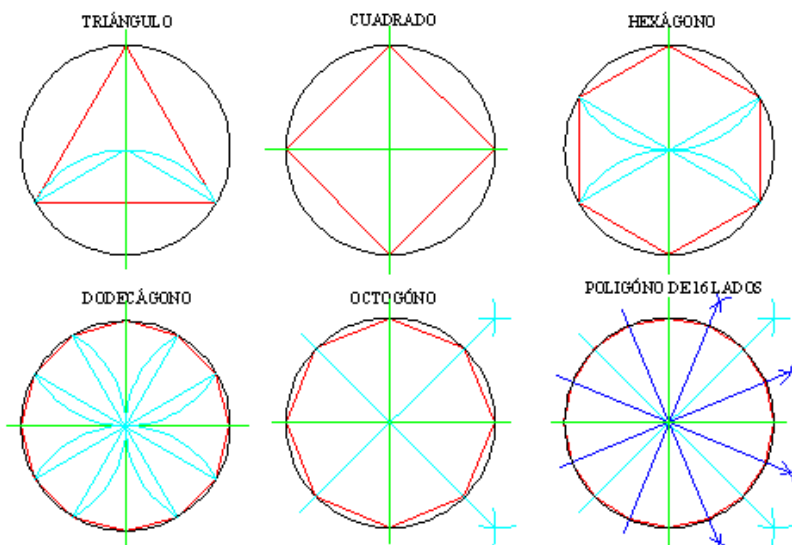 TRIÁNGULO
CUADRADO
HEXÁGONO
DODECÁGONO
OCTOGÓNO
POLIGÓNO DE 16 LADOS